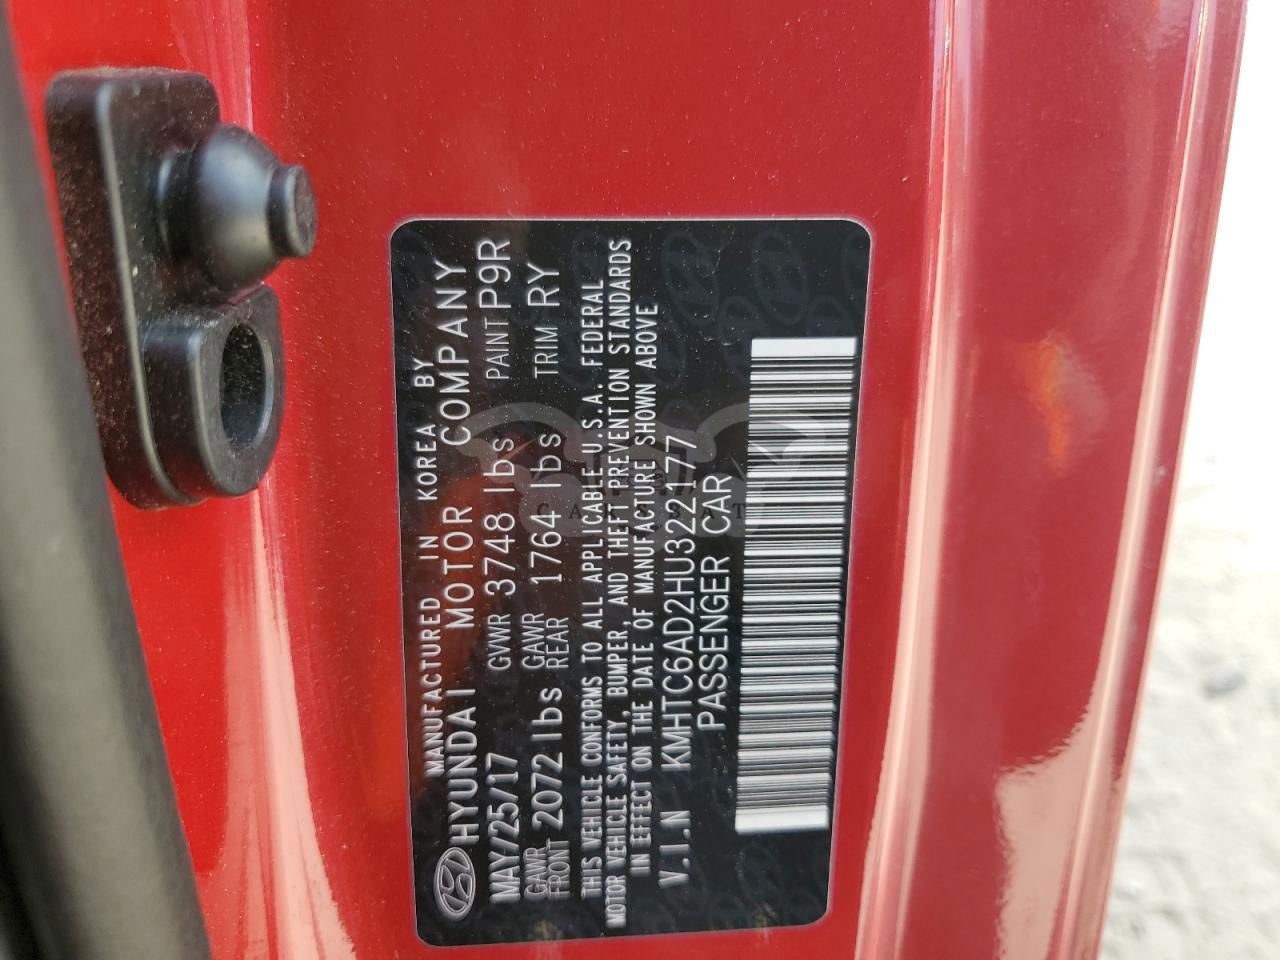 MANUFACTURED IN KOREA BY
HYUNDAI MOTOR COMPANY
MAY/25/17 GVWR 3748 lbs PAINT P9R
GAWR FRONT 2072 lbs GAWR REAR 1764 lbs TRIM RY
THIS VEHICLE CONFORMS TO ALL APPLICABLE U.S.A. FEDERAL
MOTOR VEHICLE SAFETY, BUMPER, AND THEFT PREVENTION STANDARDS
IN EFFECT ON THE DATE OF MANUFACTURE SHOWN ABOVE
V.I.N KMHTC6AD2HU322177
PASSENGER CAR